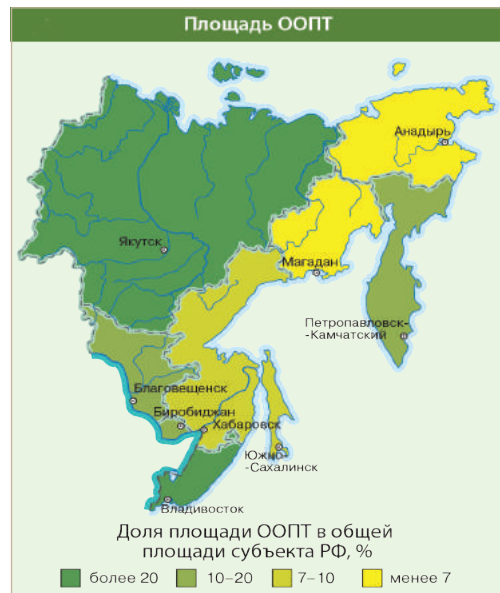 Площадь ООПТ
Анадырь
Якутск
Магадан
Петропавловск-
-Камчатский
Благовещенск
Биробиджан
Хабаровск
Южно-
-Сахалинск
Владивосток
Доля площади ООПТ в общей
площади субъекта РФ, %
более 20 10–20 7–10 менее 7